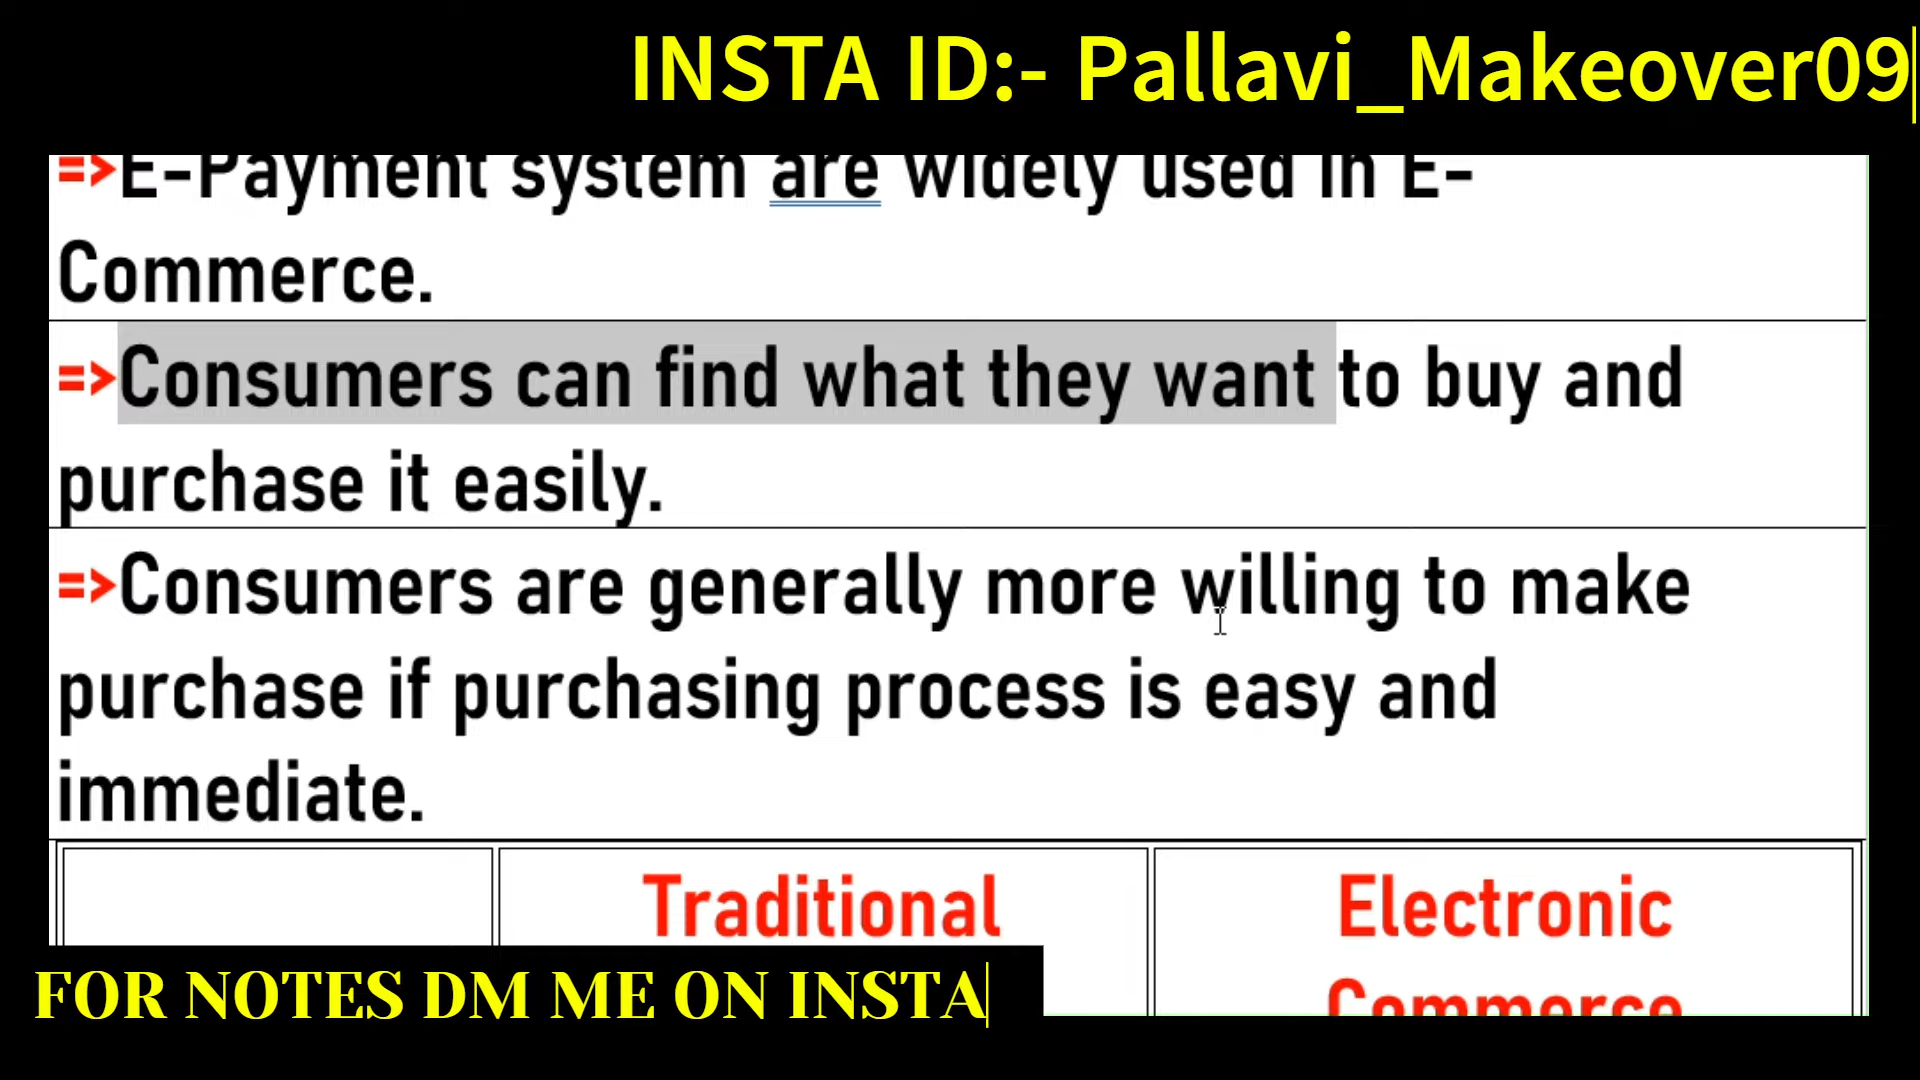 INSTA ID:- Pallavi_Makeover09
=>E-Payment system are widely used in E-
Commerce.
=>Consumers can find what they want to buy and
purchase it easily.
=>Consumers are generally more willing to make
purchase if purchasing process is easy and
immediate.
Traditional Electronic
Commerce
FOR NOTES DM ME ON INSTA